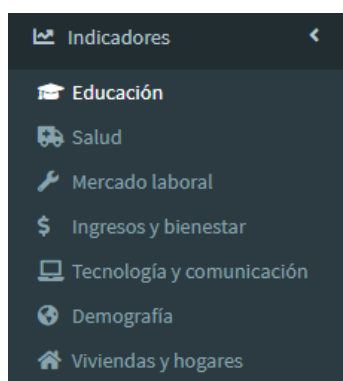 Indicadores
Educación
Salud
Mercado laboral
$ Ingresos y bienestar
Tecnología y comunicación
Demografía
Viviendas y hogares